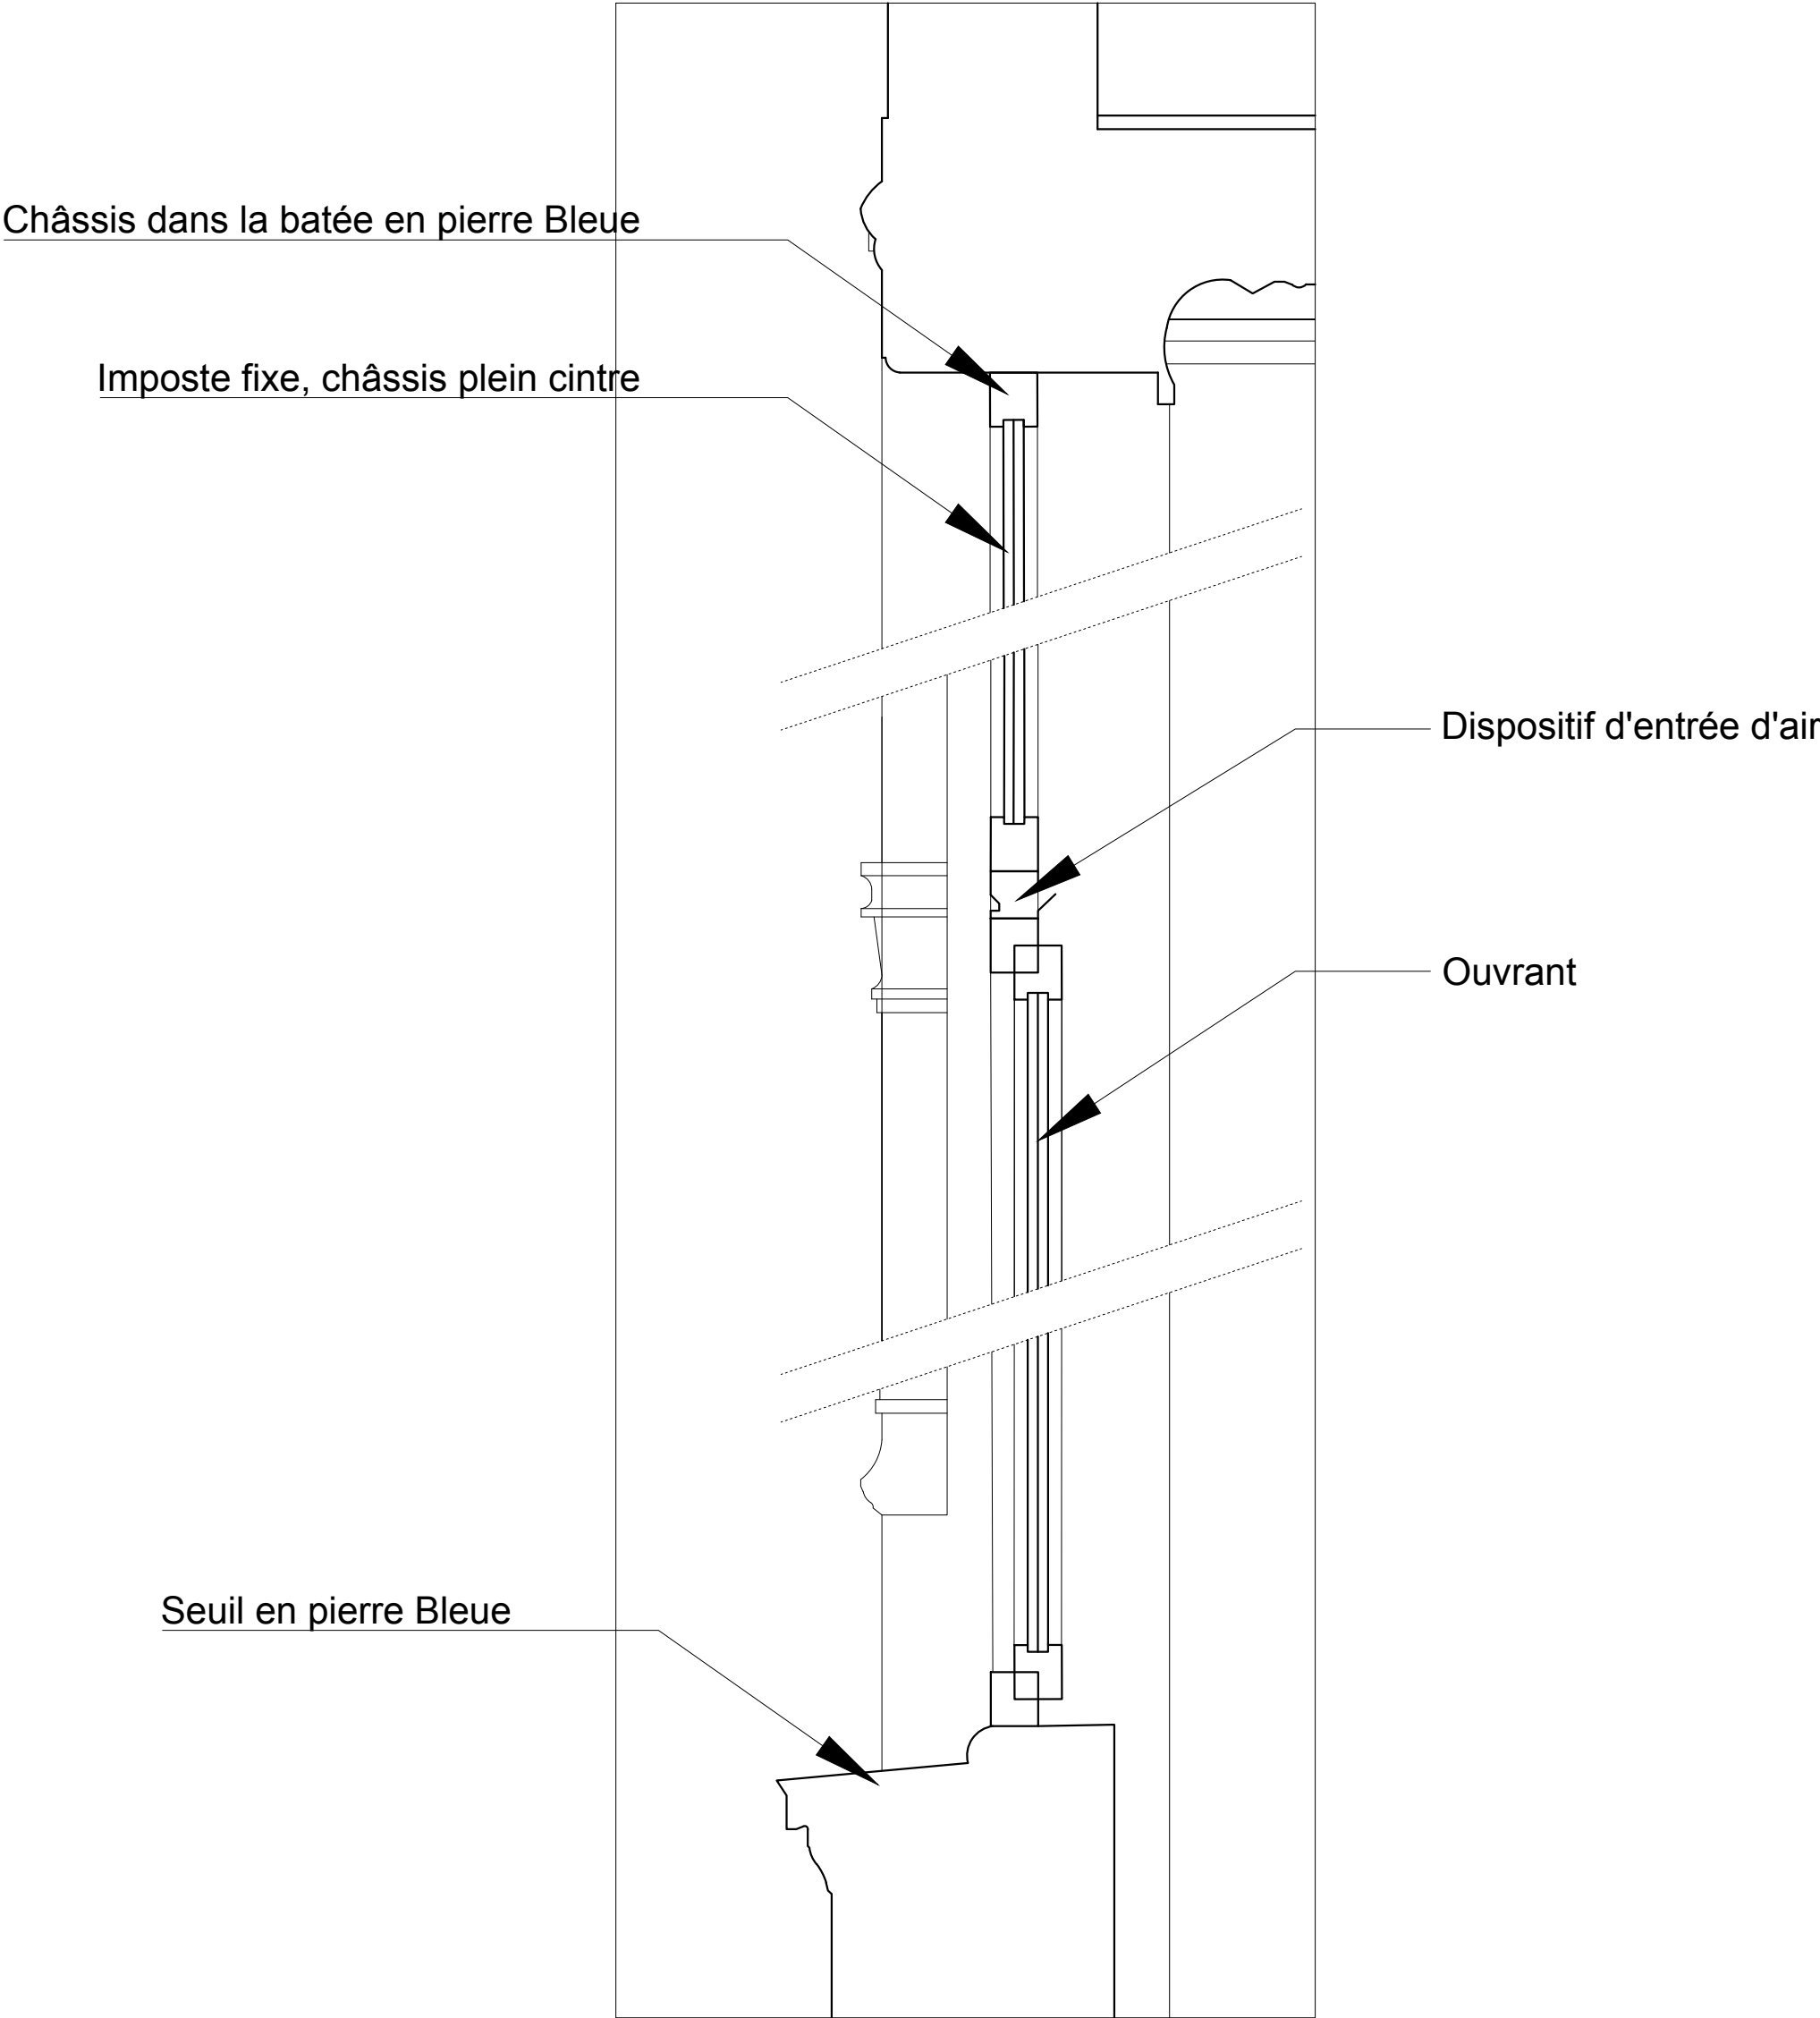 Châssis dans la batée en pierre Bleue
Imposte fixe, châssis plein cintre
Dispositif d'entrée d'air
Ouvrant
Seuil en pierre Bleue